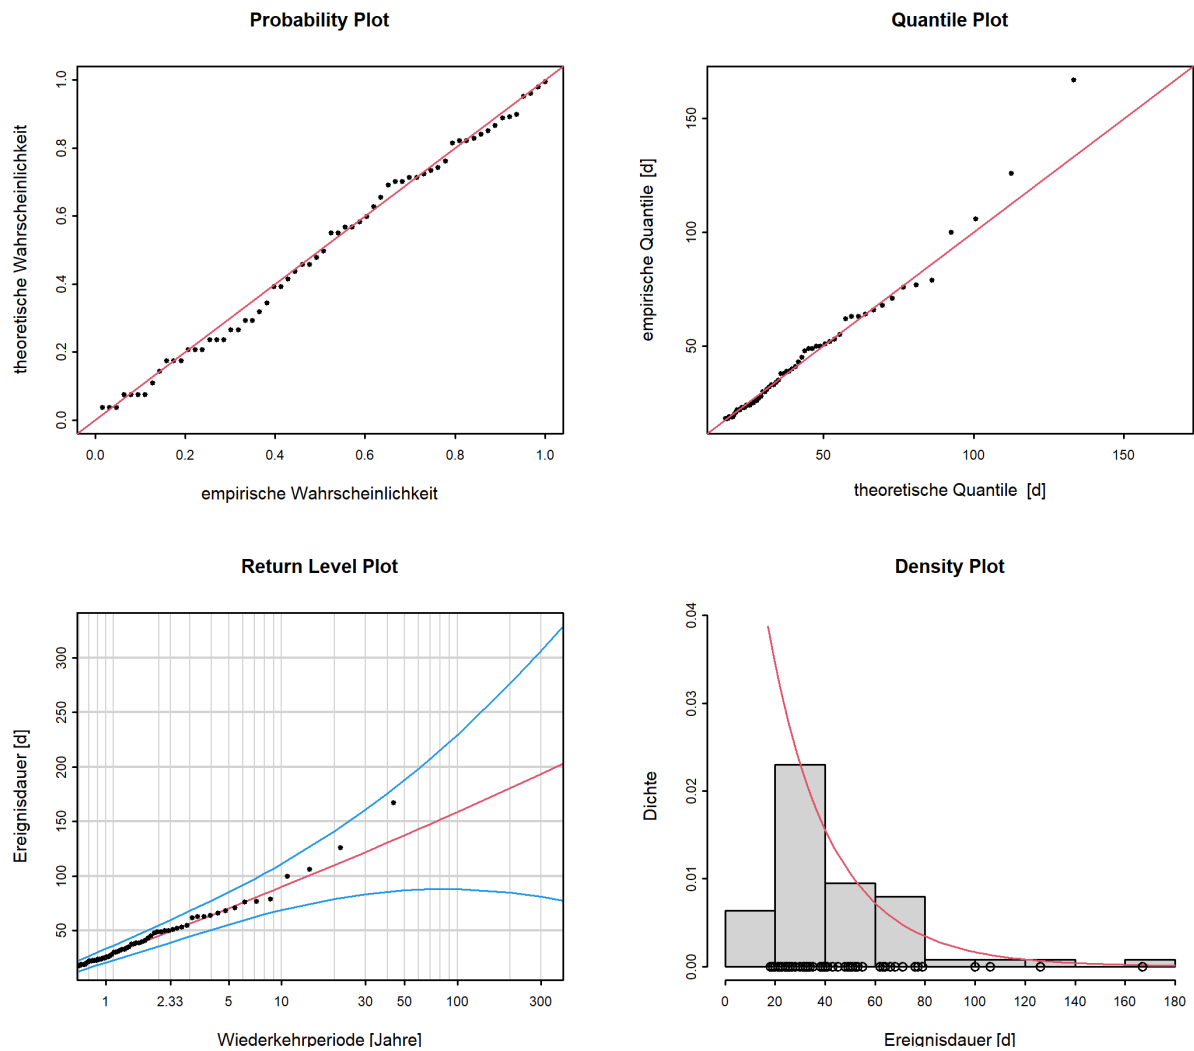 Probability Plot
theoretische Wahrscheinlichkeit
1.0
0.8
0.6
0.4
0.2
0.0
0.0 0.2 0.4 0.6 0.8 1.0
empirische Wahrscheinlichkeit
Quantile Plot
empirische Quantile [d]
150
100
50
50 100 150
theoretische Quantile [d]
Return Level Plot
Ereignisdauer [d]
300
250
200
150
100
50
1 2.33 5 10 30 50 100 300
Wiederkehrperiode [Jahre]
Density Plot
Dichte
0.04
0.03
0.02
0.01
0.00
0 20 40 60 80 100 120 140 160 180
Ereignisdauer [d]